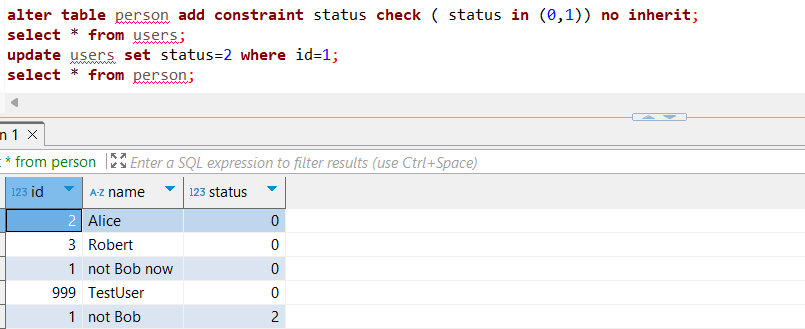 alter table person add constraint status check ( status in (0,1)) no inherit;
select * from users;
update users set status=2 where id=1;
select * from person;
n 1 ×
* from person Enter a SQL expression to filter results (use Ctrl+Space)
123 id A-Z name 123 status
2 Alice 0
3 Robert 0
1 not Bob now 0
999 TestUser 0
1 not Bob 2